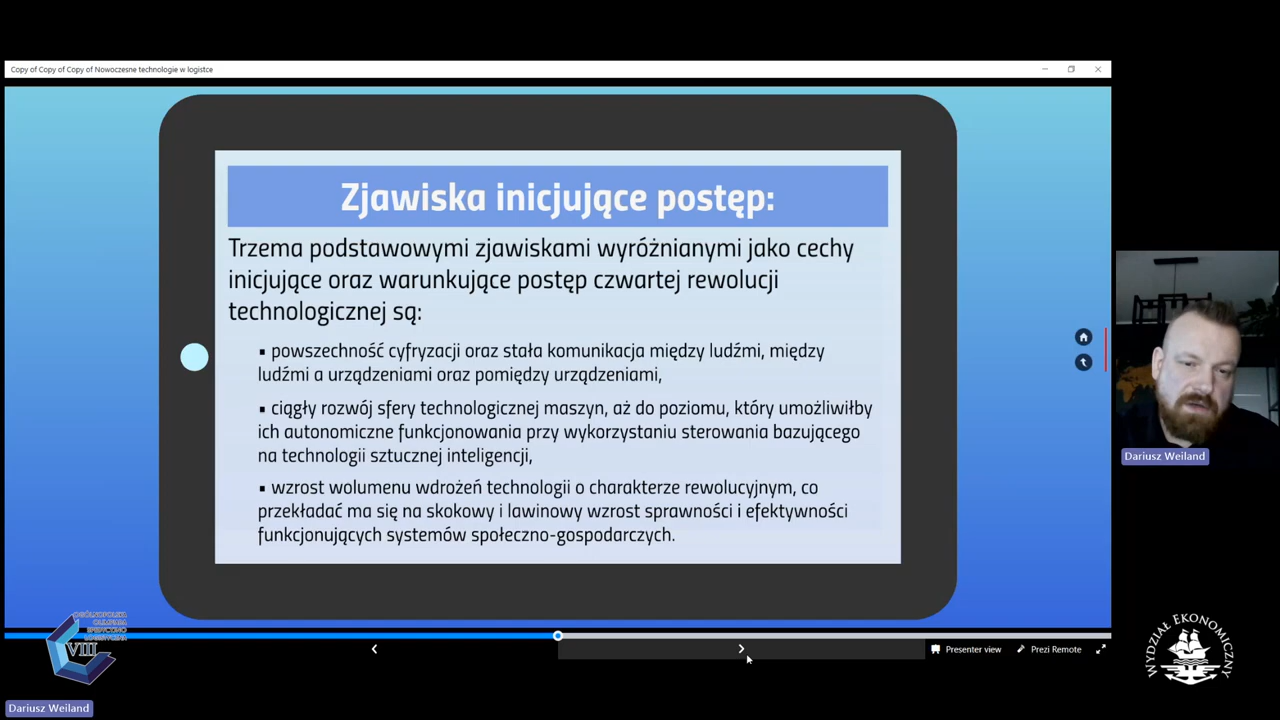 Copy of Copy of Copy of Nowoczesne technologie w logistce
Zjawiska inicjujące postęp:
Trzema podstawowymi zjawiskami wyróżnianymi jako cechy
inicjujące oraz warunkujące postęp czwartej rewolucji
technologicznej są:
▪ powszechność cyfryzacji oraz stała komunikacja między ludźmi, między
ludźmi a urządzeniami oraz pomiędzy urządzeniami,
▪ ciągły rozwój sfery technologicznej maszyn, aż do poziomu, który umożliwiłby
ich autonomiczne funkcjonowania przy wykorzystaniu sterowania bazującego
na technologii sztucznej inteligencji,
▪ wzrost wolumenu wdrożeń technologii o charakterze rewolucyjnym, co
przekładać ma się na skokowy i lawinowy wzrost sprawności i efektywności
funkcjonujących systemów społeczno-gospodarczych.
Dariusz Weiland
OGÓLNOPOLSKA
OLIMPIADA
SPEDYCYJNO
LOGISTYCZNA
VIII
Presenter view
Prezi Remote
WYDZIAŁ EKONOMICZNY
Dariusz Weiland